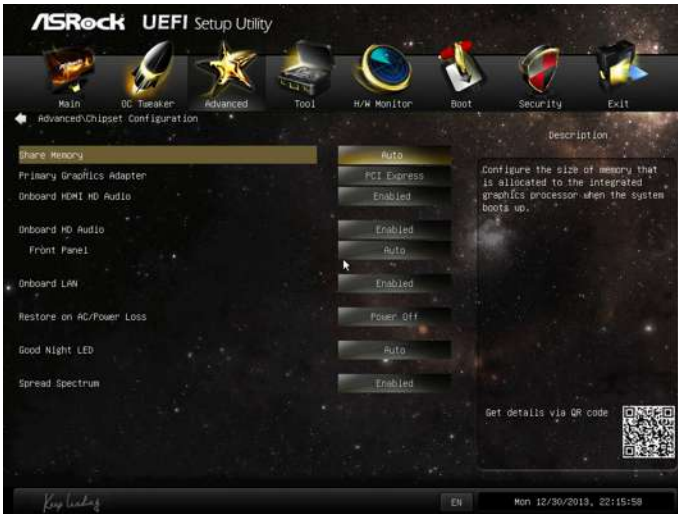 ASRock UEFI Setup Utility
Main OC Tweaker Advanced Tool H/W Monitor Boot Security Exit
Advanced\Chipset Configuration
Description
Share Memory Auto
Primary Graphics Adapter PCI Express
Onboard HDMI HD Audio Enabled
Onboard HD Audio Enabled
Front Panel Auto
Onboard LAN Enabled
Restore on AC/Power Loss Power Off
Good Night LED Auto
Spread Spectrum Enabled
Configure the size of memory that
is allocated to the integrated
graphics processor when the system
boots up.
Get details via QR code
Keep Leading
EN Mon 12/30/2013, 22:15:58